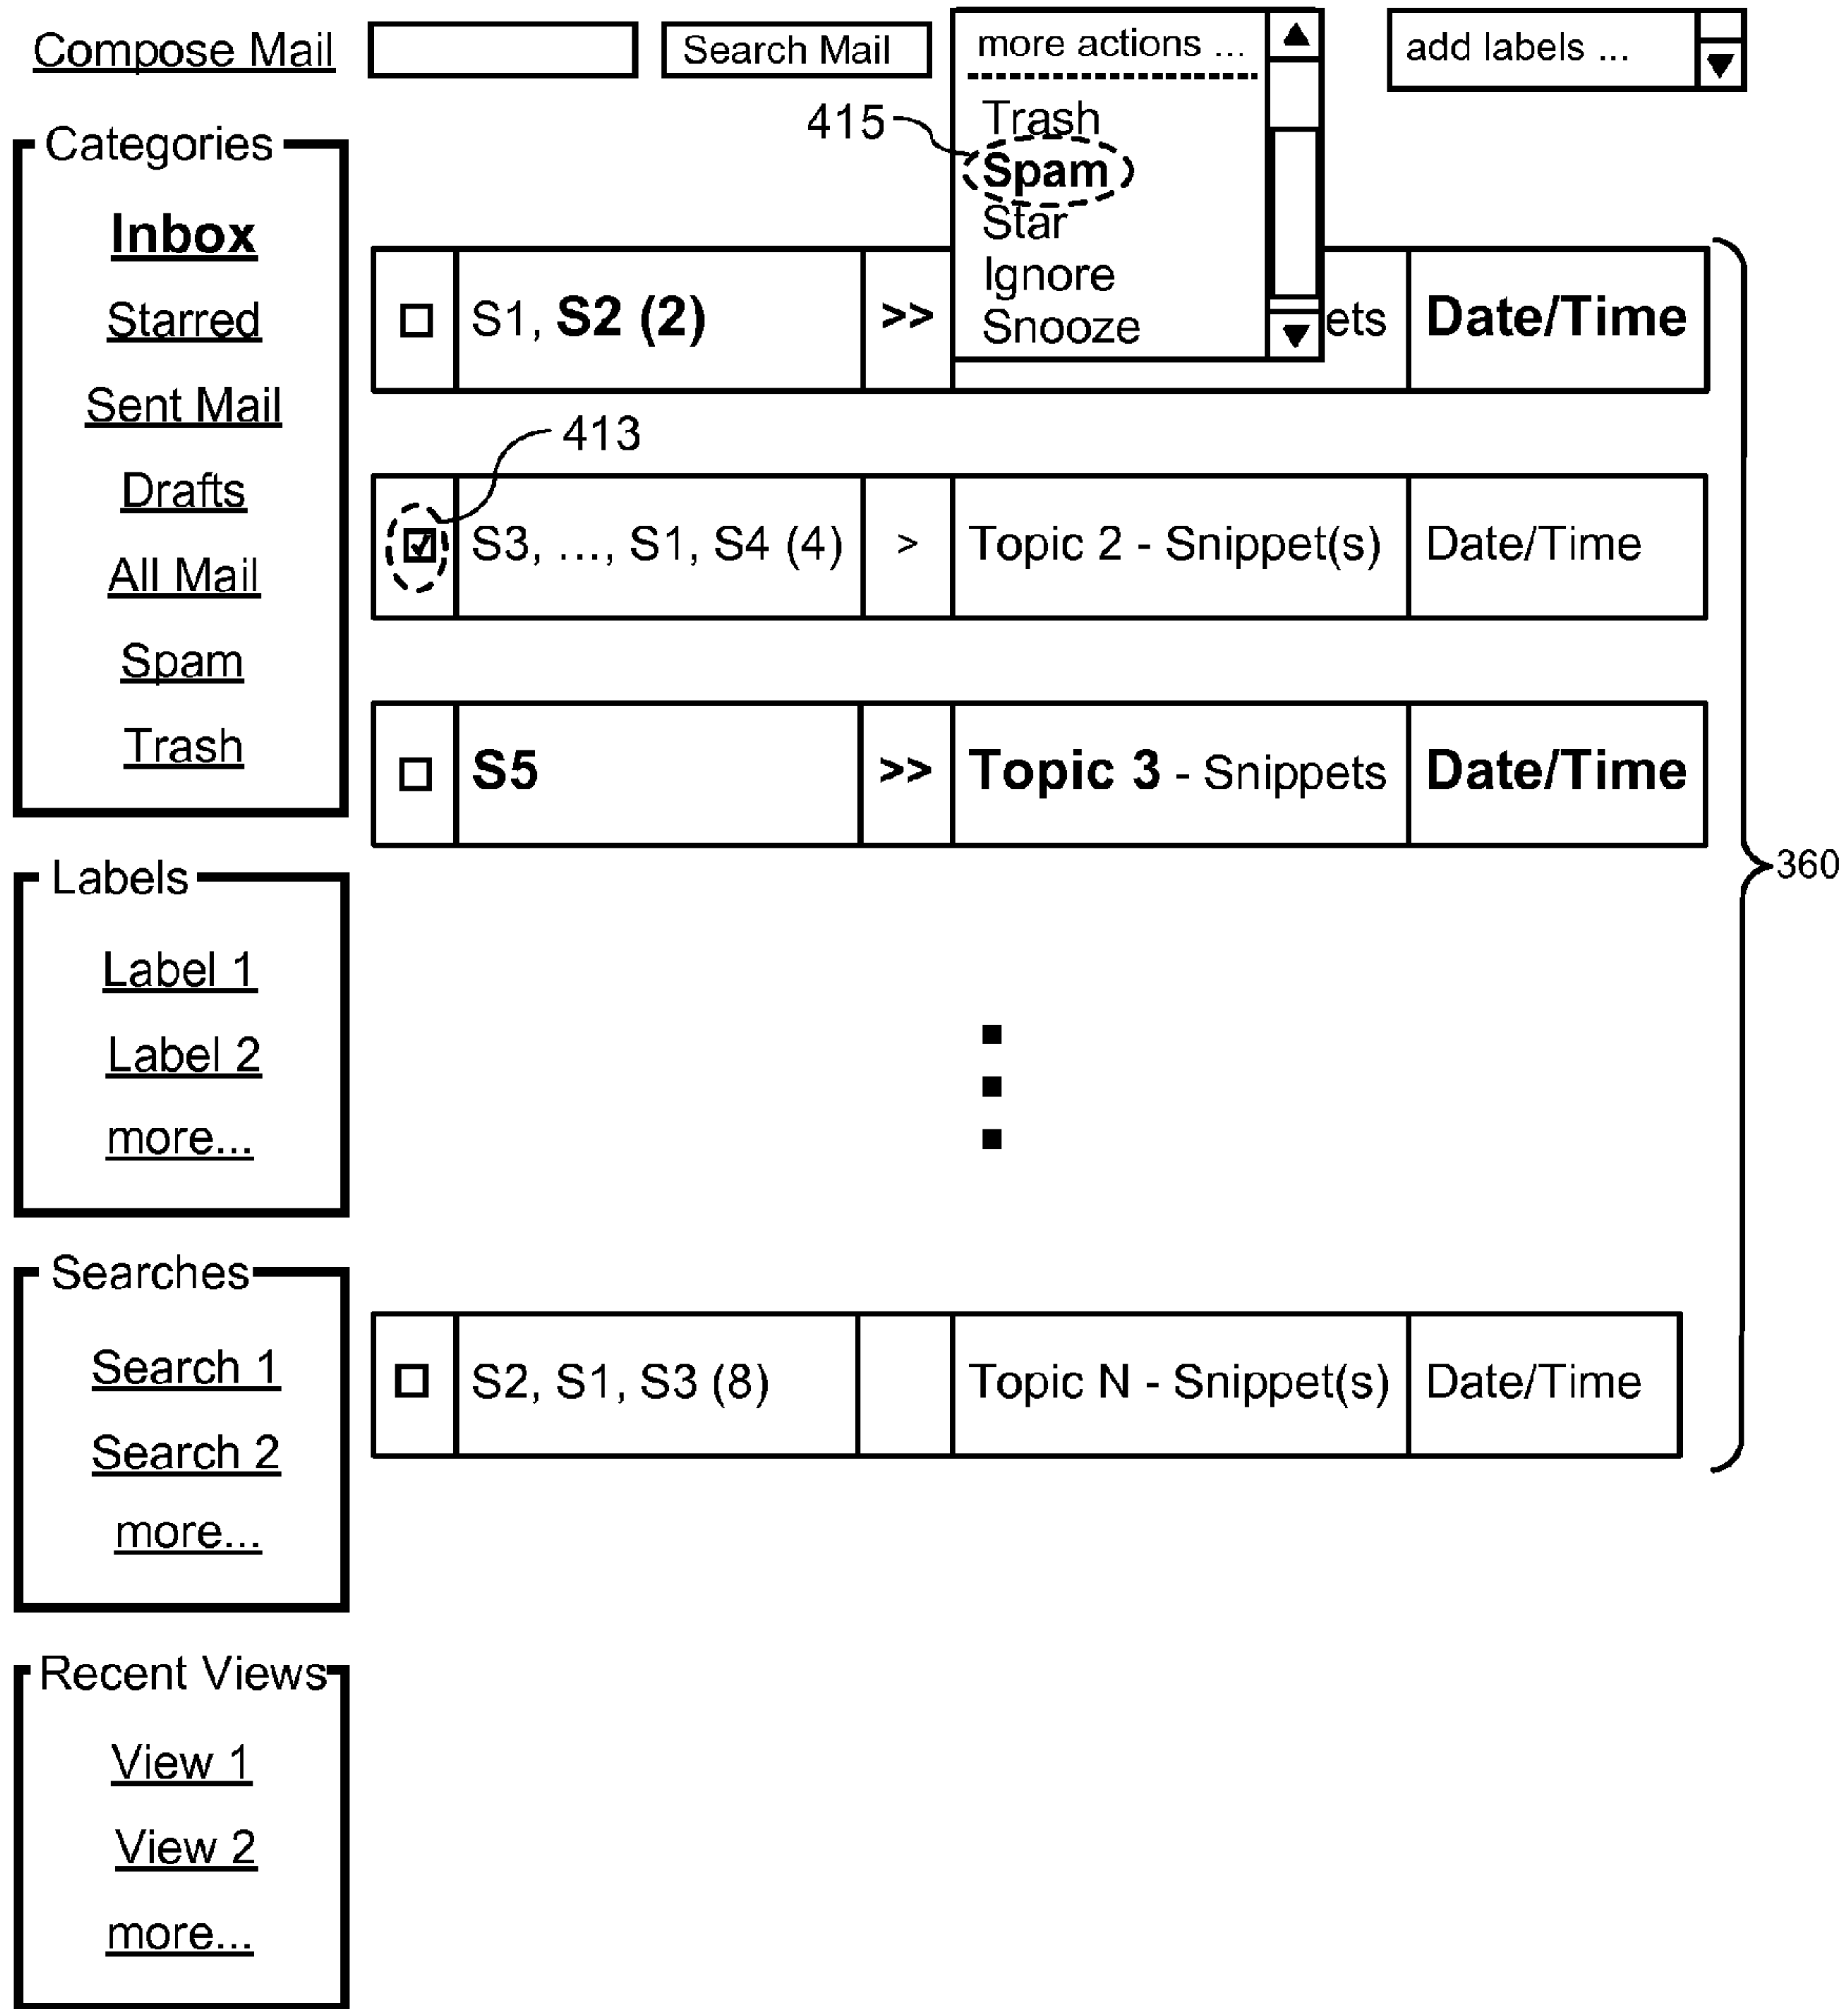 Compose Mail
Search Mail
more actions ...
add labels ...
Trash
415
Spam
Star
Ignore
Snooze
Categories
Inbox
Starred
Sent Mail
Drafts
All Mail
Spam
Trash
S1, S2 (2) >> ets Date/Time
413
S3, ..., S1, S4 (4) > Topic 2 - Snippet(s) Date/Time
S5 >> Topic 3 - Snippets Date/Time
360
Labels
Label 1
Label 2
more...
Searches
Search 1
Search 2
more...
S2, S1, S3 (8) Topic N - Snippet(s) Date/Time
Recent Views
View 1
View 2
more...